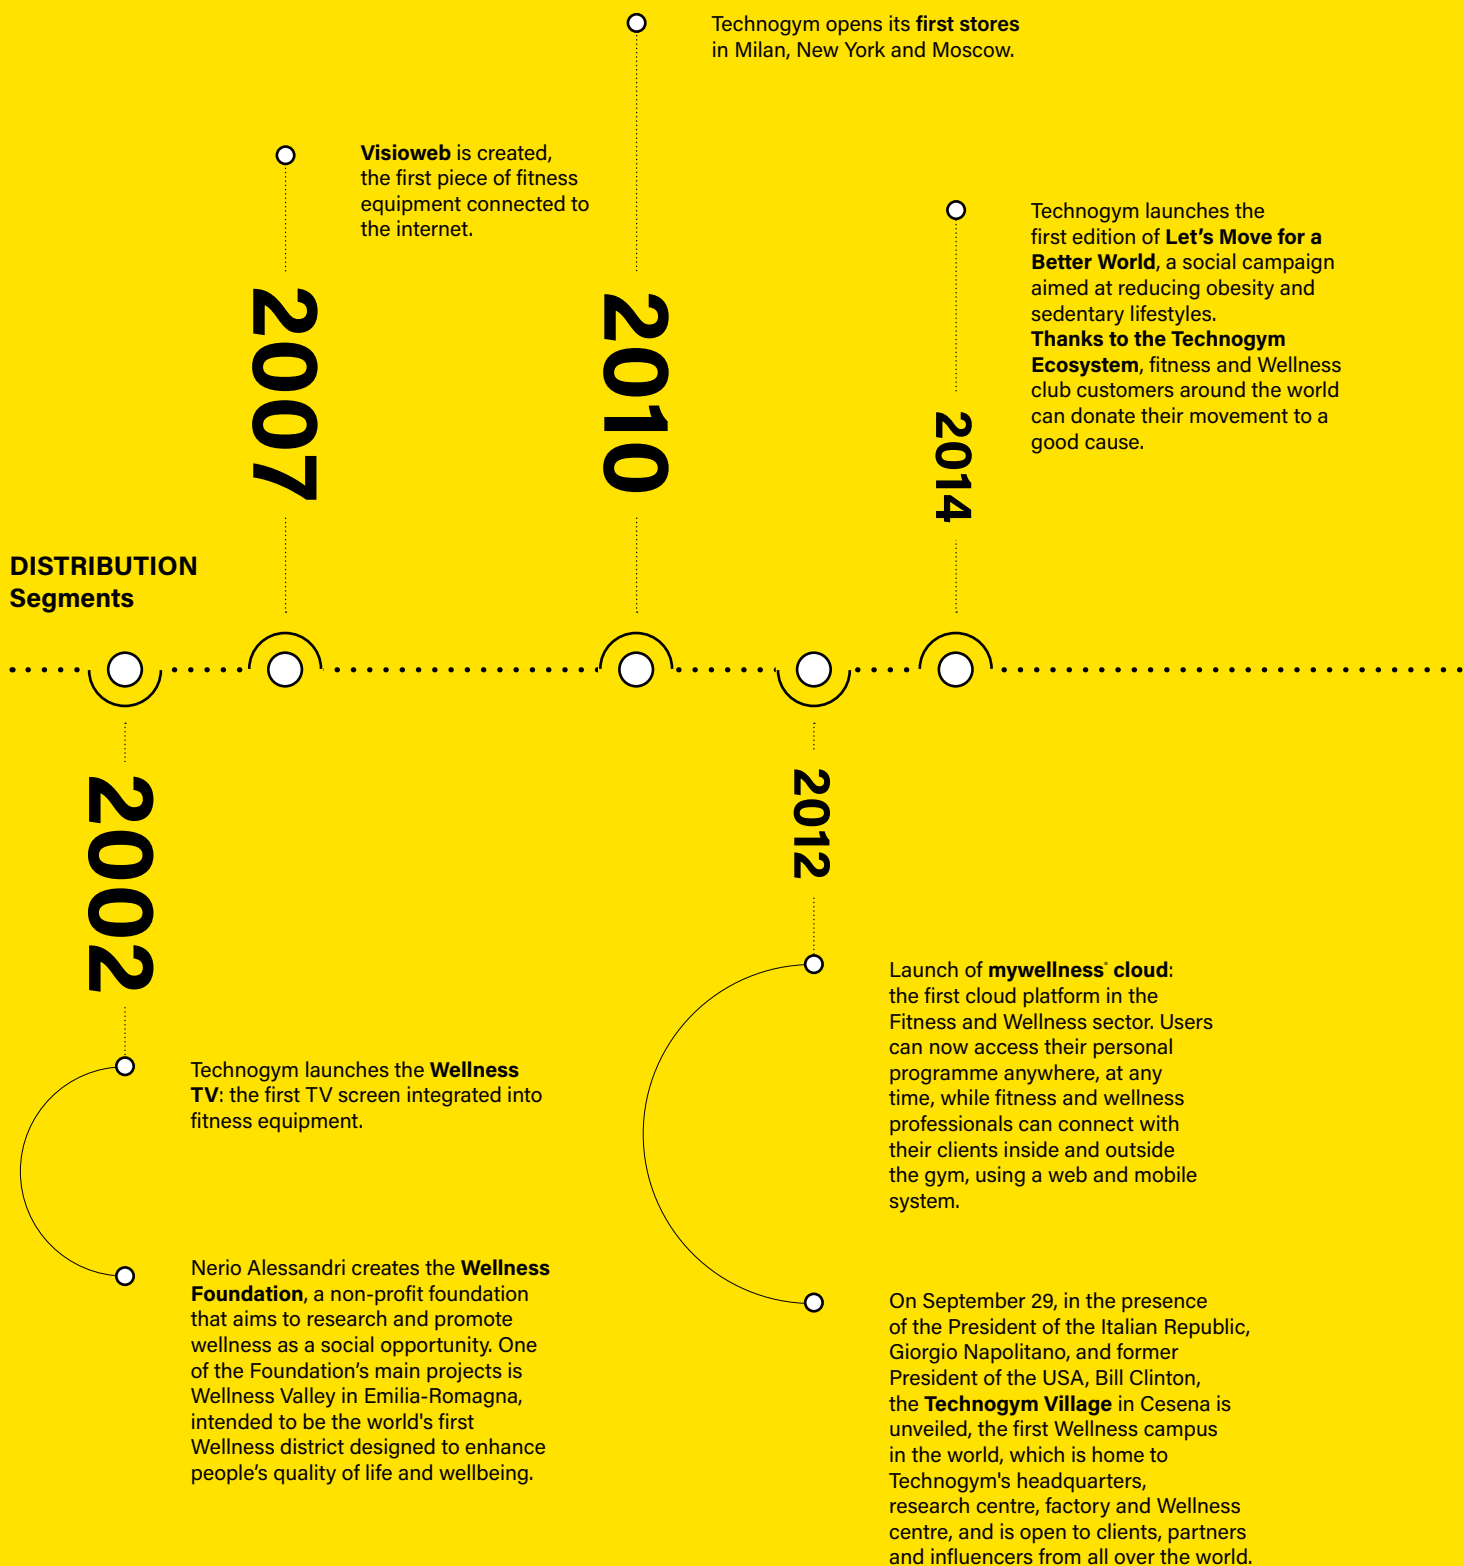 Technogym opens its first stores
in Milan, New York and Moscow.
Visioweb is created,
the first piece of fitness
equipment connected to
the internet.
Technogym launches the
first edition of Let's Move for a
Better World, a social campaign
aimed at reducing obesity and
sedentary lifestyles.
Thanks to the Technogym
Ecosystem, fitness and Wellness
club customers around the world
can donate their movement to a
good cause.
2007
2010
2014
DISTRIBUTION
Segments
2002
2012
Technogym launches the Wellness
TV: the first TV screen integrated into
fitness equipment.
Nerio Alessandri creates the Wellness
Foundation, a non-profit foundation
that aims to research and promote
wellness as a social opportunity. One
of the Foundation's main projects is
Wellness Valley in Emilia-Romagna,
intended to be the world's first
Wellness district designed to enhance
people's quality of life and wellbeing.
Launch of mywellness® cloud:
the first cloud platform in the
Fitness and Wellness sector. Users
can now access their personal
programme anywhere, at any
time, while fitness and wellness
professionals can connect with
their clients inside and outside
the gym, using a web and mobile
system.
On September 29, in the presence
of the President of the Italian Republic,
Giorgio Napolitano, and former
President of the USA, Bill Clinton,
the Technogym Village in Cesena is
unveiled, the first Wellness campus
in the world, which is home to
Technogym's headquarters,
research centre, factory and Wellness
centre, and is open to clients, partners
and influencers from all over the world.